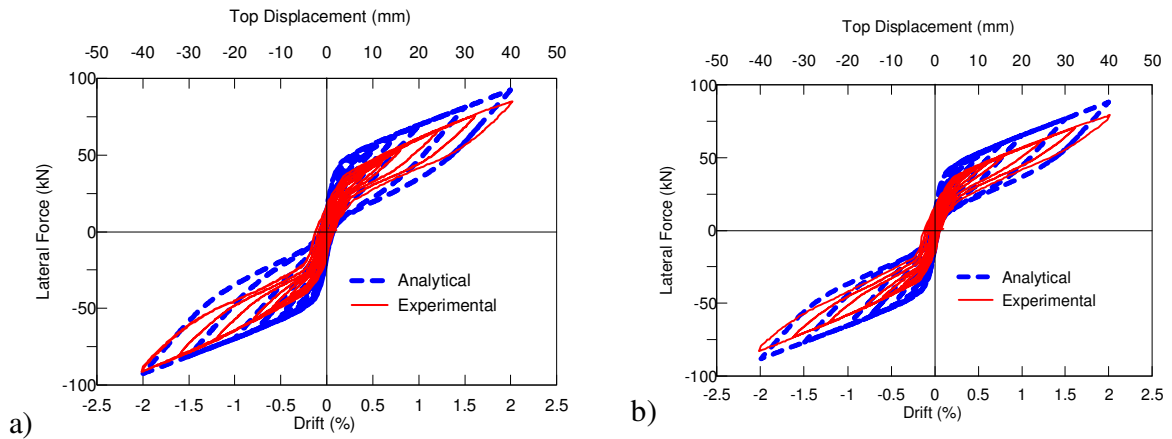 Top Displacement (mm)
-50 -40 -30 -20 -10 0 10 20 30 40 50
100
50
0
-50
-100
Lateral Force (kN)
Analytical
Experimental
-2.5 -2 -1.5 -1 -0.5 0 0.5 1 1.5 2 2.5
Drift (%)
a)
Top Displacement (mm)
-50 -40 -30 -20 -10 0 10 20 30 40 50
100
50
0
-50
-100
Lateral Force (kN)
Analytical
Experimental
-2.5 -2 -1.5 -1 -0.5 0 0.5 1 1.5 2 2.5
Drift (%)
b)